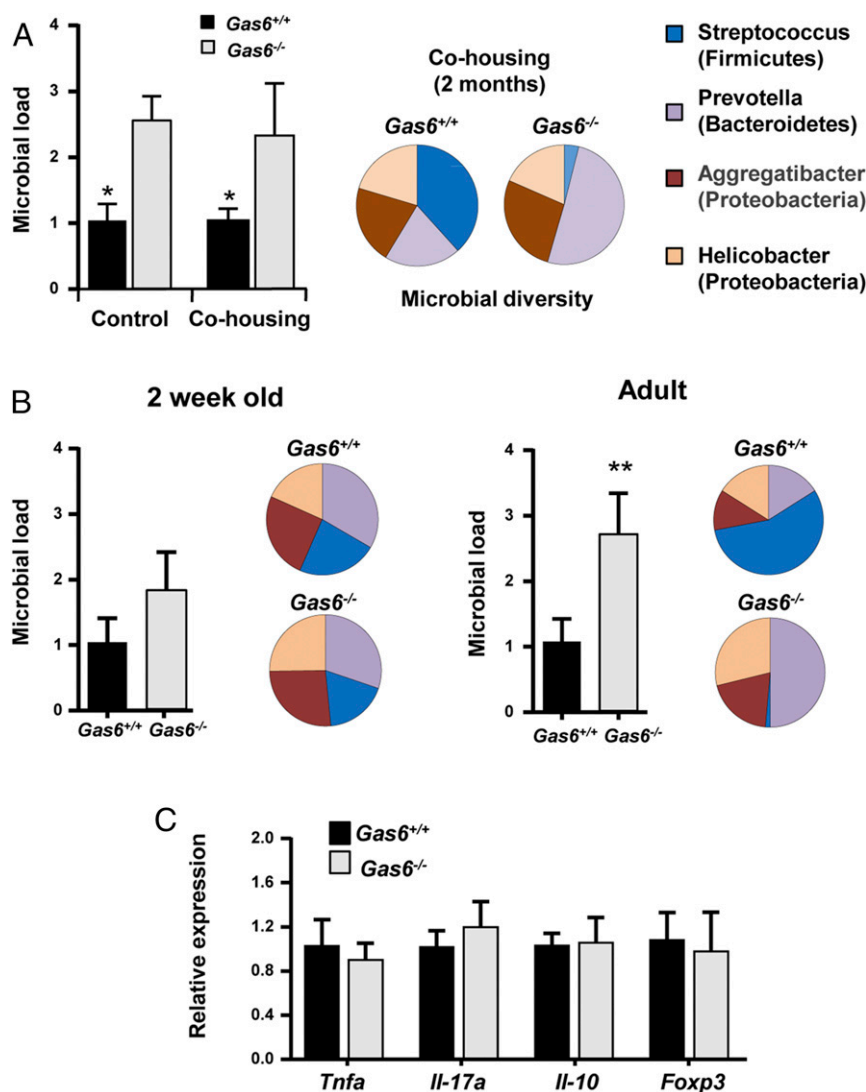 A
Microbial load
4
3
2
1
0
Gas6+/+
Gas6-/-
*
*
Control
Co-housing
Co-housing
(2 months)
Gas6+/+
Gas6-/-
Microbial diversity
Streptococcus
(Firmicutes)
Prevotella
(Bacteroidetes)
Aggregatibacter
(Proteobacteria)
Helicobacter
(Proteobacteria)
B
2 week old
Microbial load
4
3
2
1
0
Gas6+/+
Gas6-/-
Gas6+/+
Gas6-/-
Adult
Microbial load
4
3
2
1
0
**
Gas6+/+
Gas6-/-
Gas6+/+
Gas6-/-
C
Relative expression
2.0
1.6
1.2
0.8
0.4
0.0
Gas6+/+
Gas6-/-
Tnfa
Il-17a
Il-10
Foxp3